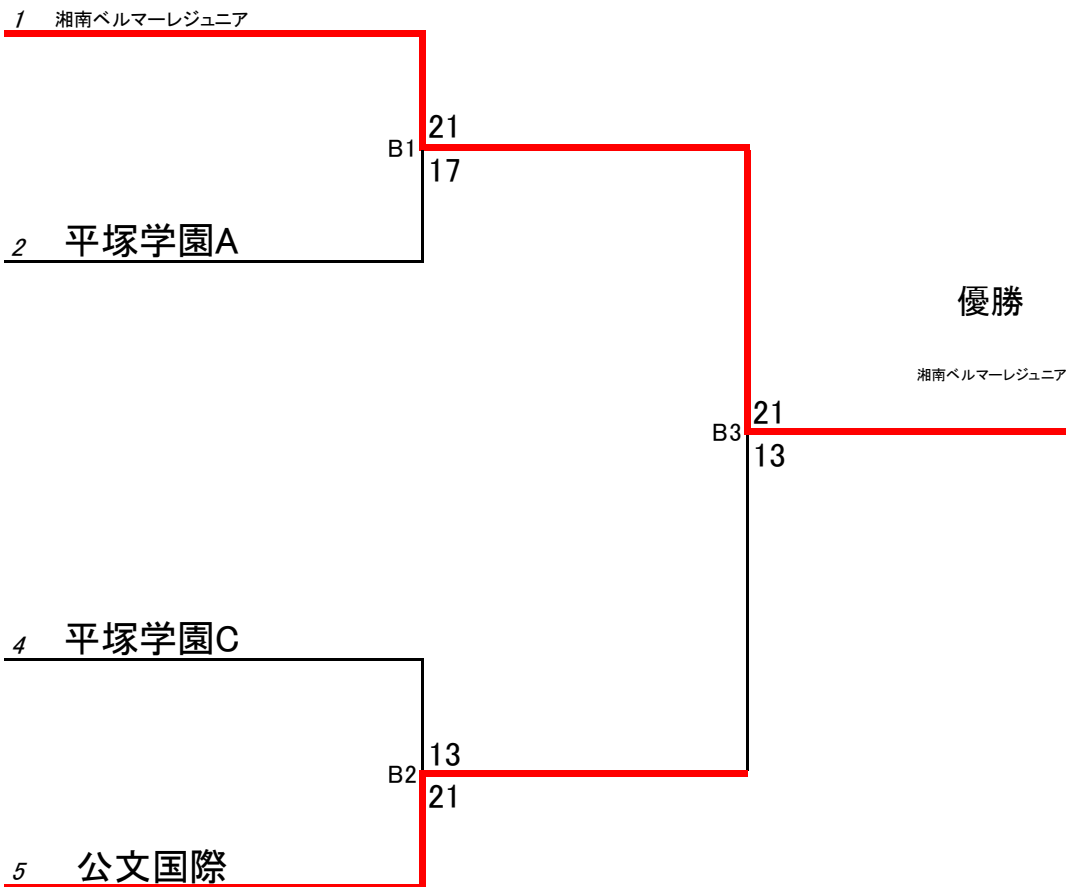 1 湘南ベルマーレジュニア
21
B1
17
2 平塚学園A
優勝
湘南ベルマーレジュニア
21
B3
13
4 平塚学園C
13
B2
21
5 公文国際